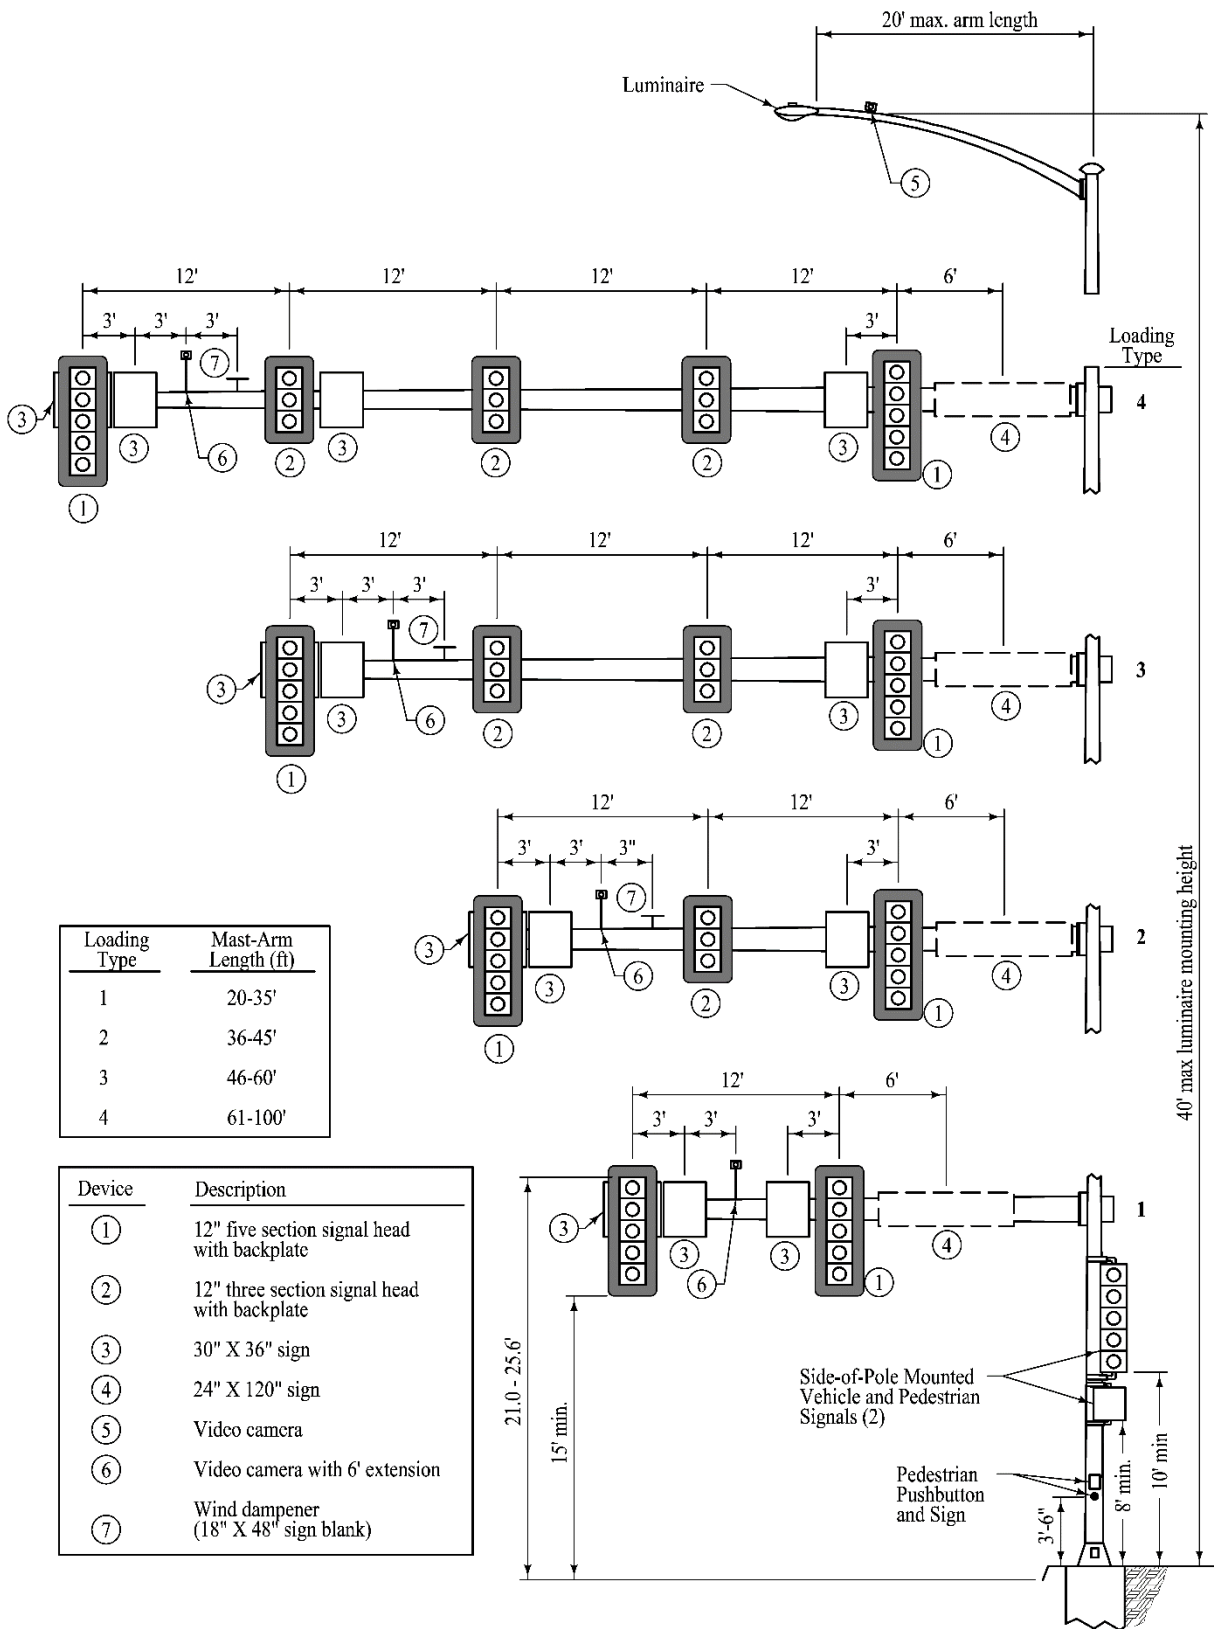 20' max. arm length
Luminaire
5
12' 12' 12' 12' 6'
3' 3' 3' 3'
Loading
Type
7
4
3 3 6 2 3 2 2 3 4
1 1
12' 12' 12' 6'
3' 3' 3' 3'
7
3
3 3 6 2 2 3 4
1 1
12' 12' 6'
3' 3' 3" 3'
7
2
3 3 6 2 3 4
1 1
40' max luminaire mounting height
Loading Mast-Arm
Type Length (ft)
1 20-35'
2 36-45'
3 46-60'
4 61-100'
12' 6'
3' 3' 3'
1
3 3 6 3 4
1
Device Description
1 12" five section signal head
with backplate
2 12" three section signal head
with backplate
3 30" X 36" sign
4 24" X 120" sign
5 Video camera
6 Video camera with 6' extension
7 Wind dampener
(18" X 48" sign blank)
21.0 - 25.6'
15' min.
Side-of-Pole Mounted
Vehicle and Pedestrian
Signals (2)
Pedestrian
Pushbutton
and Sign
3'-6"
8' min.
10' min